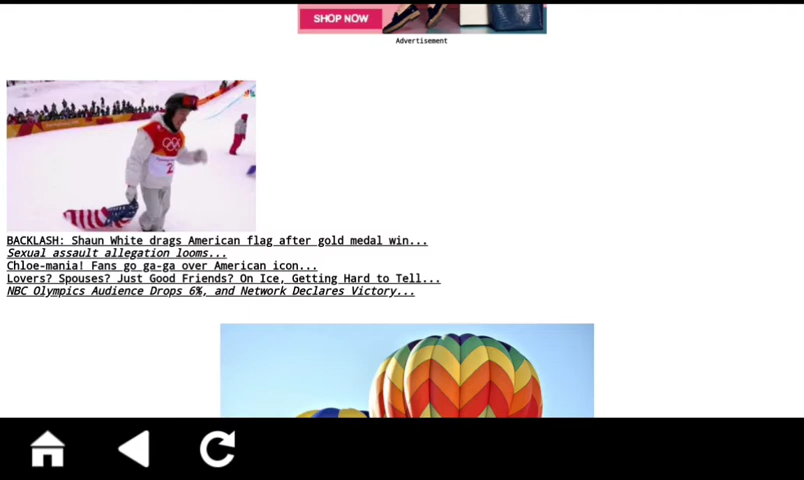 SHOP NOW
Advertisement
BACKLASH: Shaun White drags American flag after gold medal win...
Sexual assault allegation looms...
Chloe-mania! Fans go ga-ga over American icon...
Lovers? Spouses? Just Good Friends? On Ice, Getting Hard to Tell...
NBC Olympics Audience Drops 6%, and Network Declares Victory...